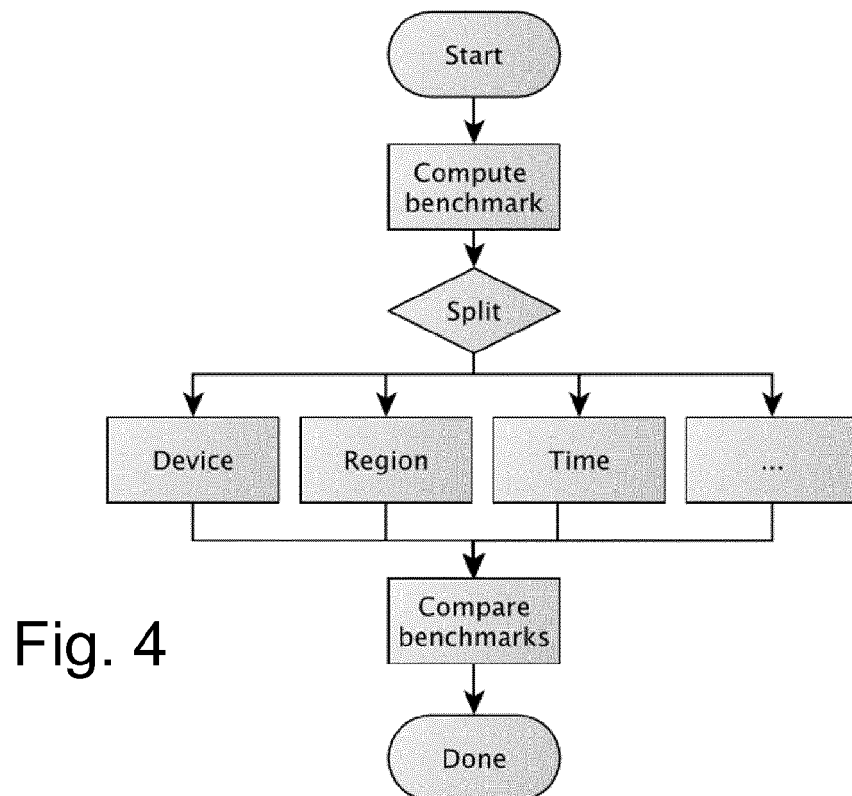 Start
Compute
benchmark
Split
Device
Region
Time
...
Compare
benchmarks
Fig. 4
Done